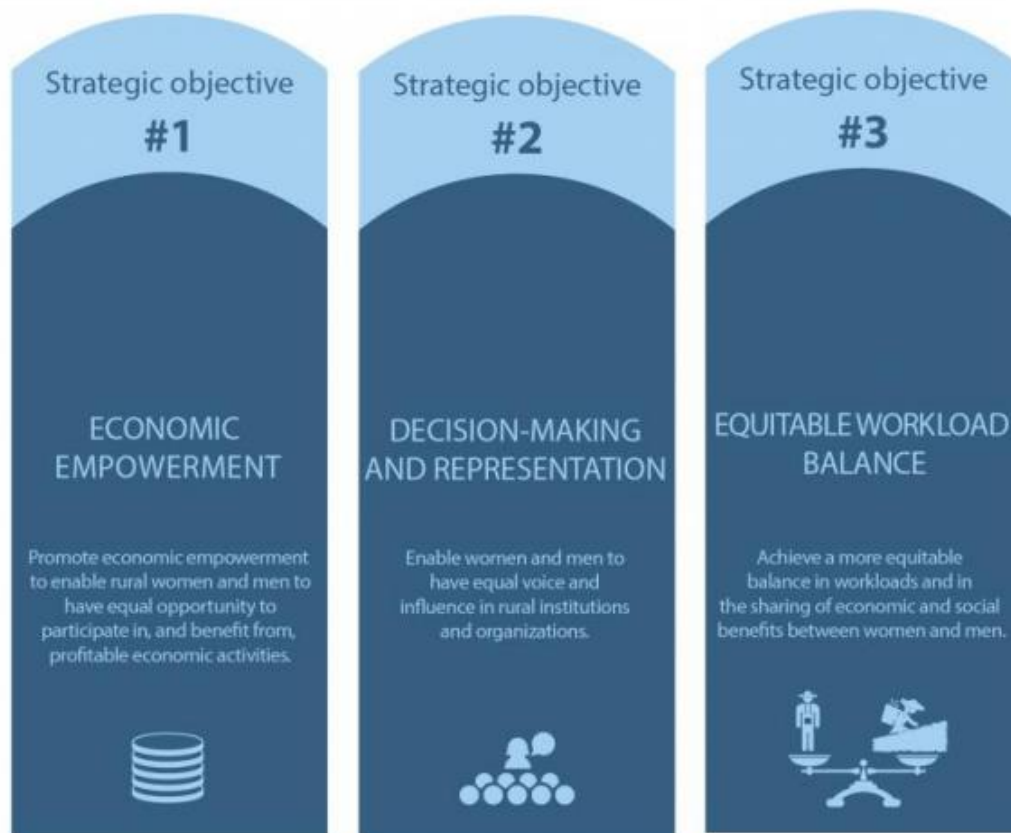 Strategic objective
#1
ECONOMIC
EMPOWERMENT
Promote economic empowerment
to enable rural women and men to
have equal opportunity to
participate in, and benefit from,
profitable economic activities.
Strategic objective
#2
DECISION-MAKING
AND REPRESENTATION
Enable women and men to
have equal voice and
influence in rural institutions
and organizations.
Strategic objective
#3
EQUITABLE WORKLOAD
BALANCE
Achieve a more equitable
balance in workloads and in
the sharing of economic and social
benefits between women and men.